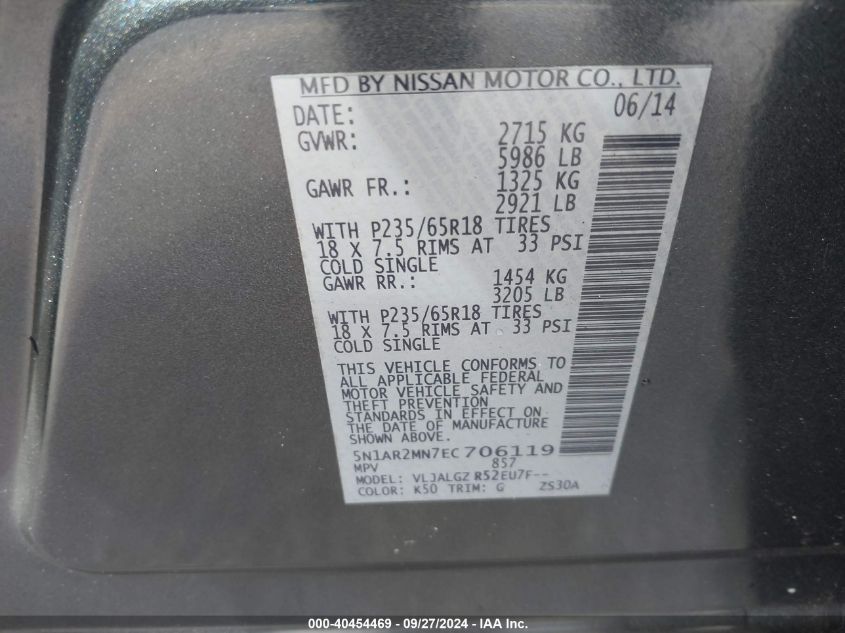 MFD BY NISSAN MOTOR CO., LTD.
DATE: 06/14
GVWR: 2715 KG
5986 LB
GAWR FR.: 1325 KG
2921 LB
WITH P235/65R18 TIRES
18 X 7.5 RIMS AT 33 PSI
COLD SINGLE
GAWR RR.: 1454 KG
3205 LB
WITH P235/65R18 TIRES
18 X 7.5 RIMS AT 33 PSI
COLD SINGLE
THIS VEHICLE CONFORMS TO
ALL APPLICABLE FEDERAL
MOTOR VEHICLE SAFETY AND
THEFT PREVENTION
STANDARDS IN EFFECT ON
THE DATE OF MANUFACTURE
SHOWN ABOVE.
5N1AR2MN7EC706119
MPV 857
MODEL: VLJALGZ R52EU7F--
COLOR: K50 TRIM: G ZS30A
000-40454469 - 09/27/2024 - IAA Inc.